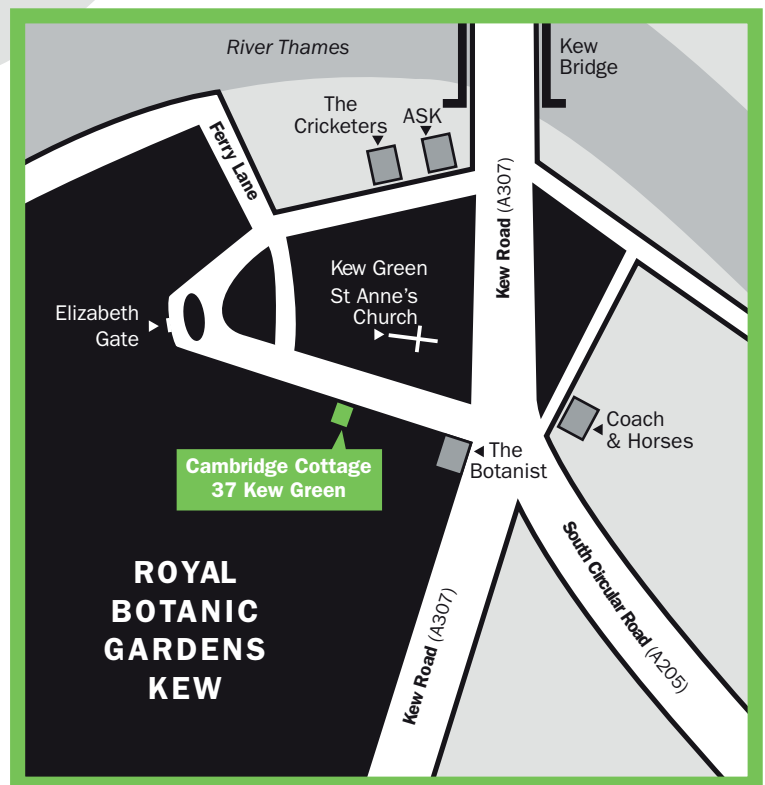 River Thames
Kew
Bridge
The
Cricketers
ASK
Ferry Lane
Kew Road (A307)
Kew Green
St Anne’s
Church
Elizabeth
Gate
Coach
& Horses
The
Botanist
Cambridge Cottage
37 Kew Green
South Circular Road (A205)
ROYAL
BOTANIC
GARDENS
KEW
Kew Road (A307)